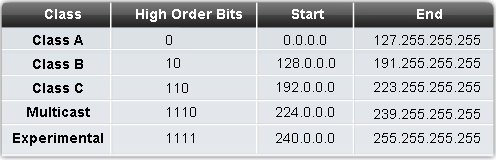 Class High Order Bits Start End
Class A 0 0.0.0.0 127.255.255.255
Class B 10 128.0.0.0 191.255.255.255
Class C 110 192.0.0.0 223.255.255.255
Multicast 1110 224.0.0.0 239.255.255.255
Experimental 1111 240.0.0.0 255.255.255.255